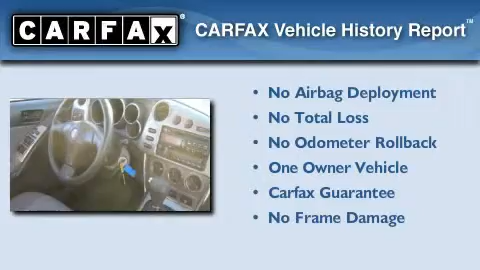 CARFAX® CARFAX Vehicle History Report™
• No Airbag Deployment
• No Total Loss
• No Odometer Rollback
• One Owner Vehicle
• Carfax Guarantee
• No Frame Damage